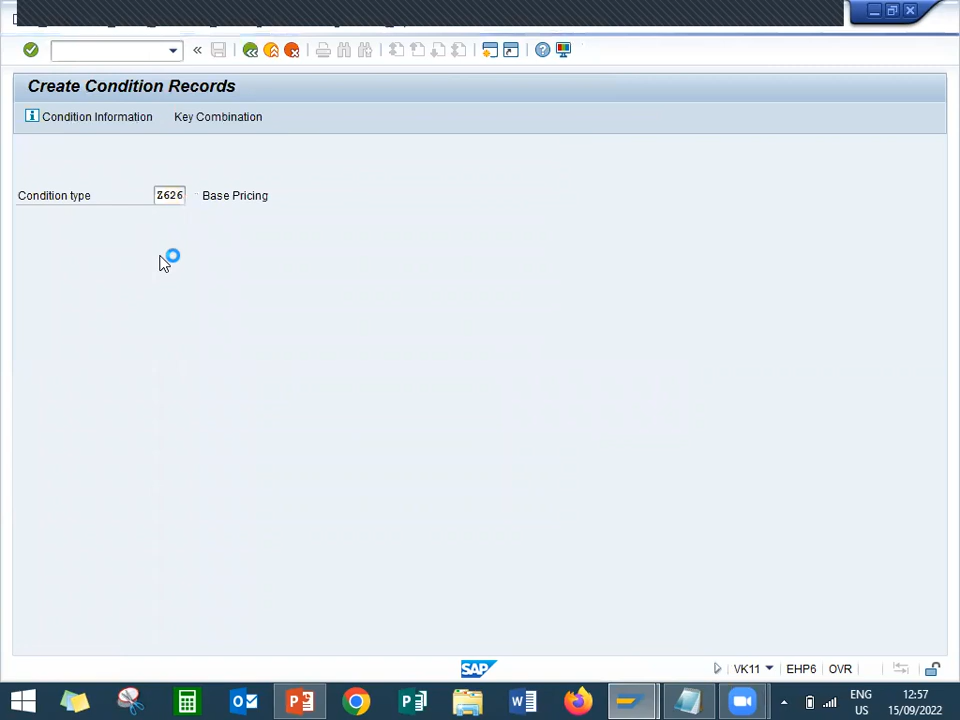 Create Condition Records
Condition Information Key Combination
Condition type Z626 Base Pricing
SAP
VK11 EHP6 OVR
ENG 12:57
US 15/09/2022